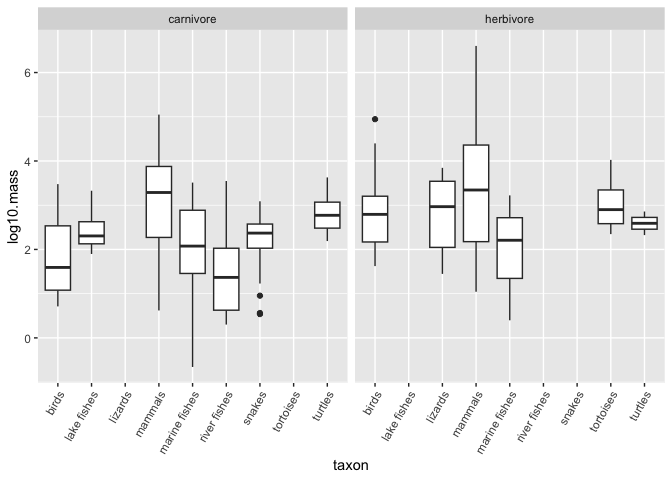 carnivore herbivore
log10.mass
6
4
2
0
birds lake fishes lizards mammals marine fishes river fishes snakes tortoises turtles birds lake fishes lizards mammals marine fishes river fishes snakes tortoises turtles
taxon